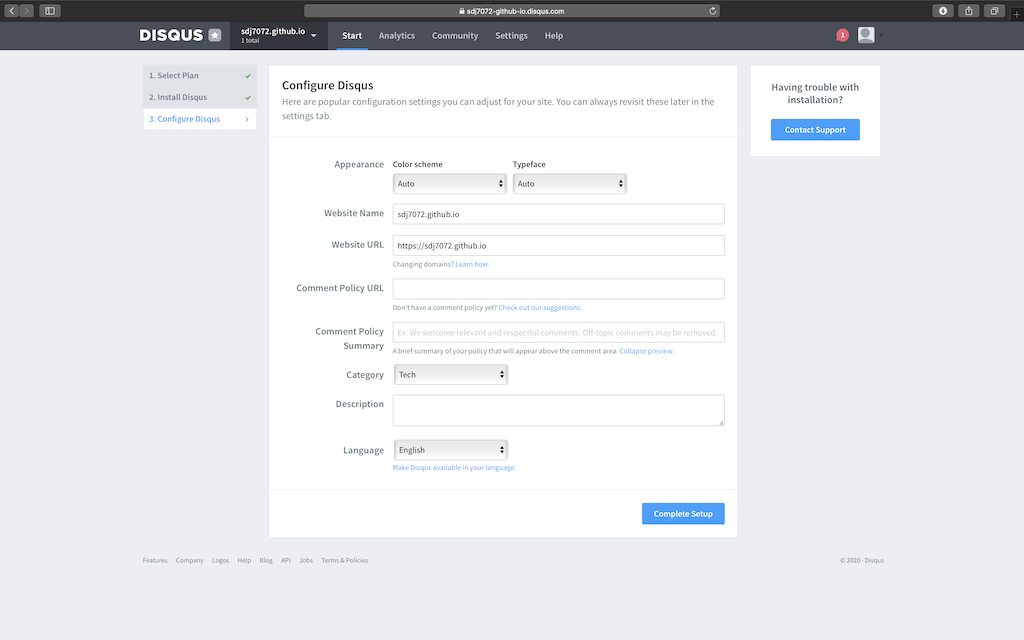 sdj7072-github-io.disqus.com
DISQUS
sdj7072.github.io
1 total
Start
Analytics
Community
Settings
Help
1
1. Select Plan
2. Install Disqus
3. Configure Disqus
Configure Disqus
Here are popular configuration settings you can adjust for your site. You can always revisit these later in the
settings tab.
Appearance
Color scheme
Typeface
Auto
Auto
Website Name
sdj7072.github.io
Website URL
https://sdj7072.github.io
Changing domains? Learn how.
Comment Policy URL
Don't have a comment policy yet? Check out our suggestions.
Comment Policy
Summary
Ex: We welcome relevant and respectful comments. Off-topic comments may be removed.
A brief summary of your policy that will appear above the comment area. Collapse preview.
Category
Tech
Description
Language
English
Make Disqus available in your language.
Complete Setup
Having trouble with
installation?
Contact Support
Features
Company
Logos
Help
Blog
API
Jobs
Terms & Policies
© 2020 - Disqus